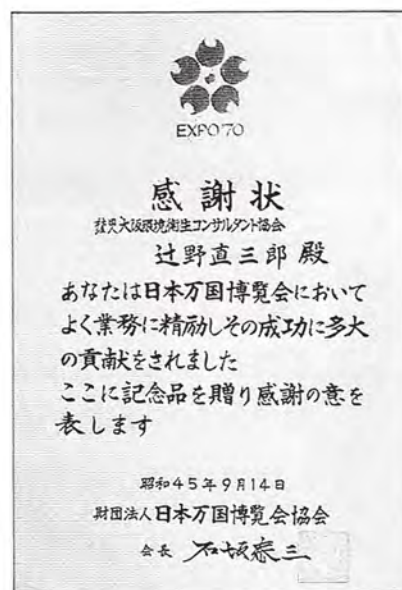 EXPO'70
感謝状
社団法人大阪環境衛生コンサルタント協会
辻野直三郎 殿
あなたは日本万国博覧会において
よく業務に精励しその成功に多大
の貢献をされました
ここに記念品を贈り感謝の意を
表します
昭和45年9月14日
財団法人日本万国博覧会協会
会長 石坂泰三